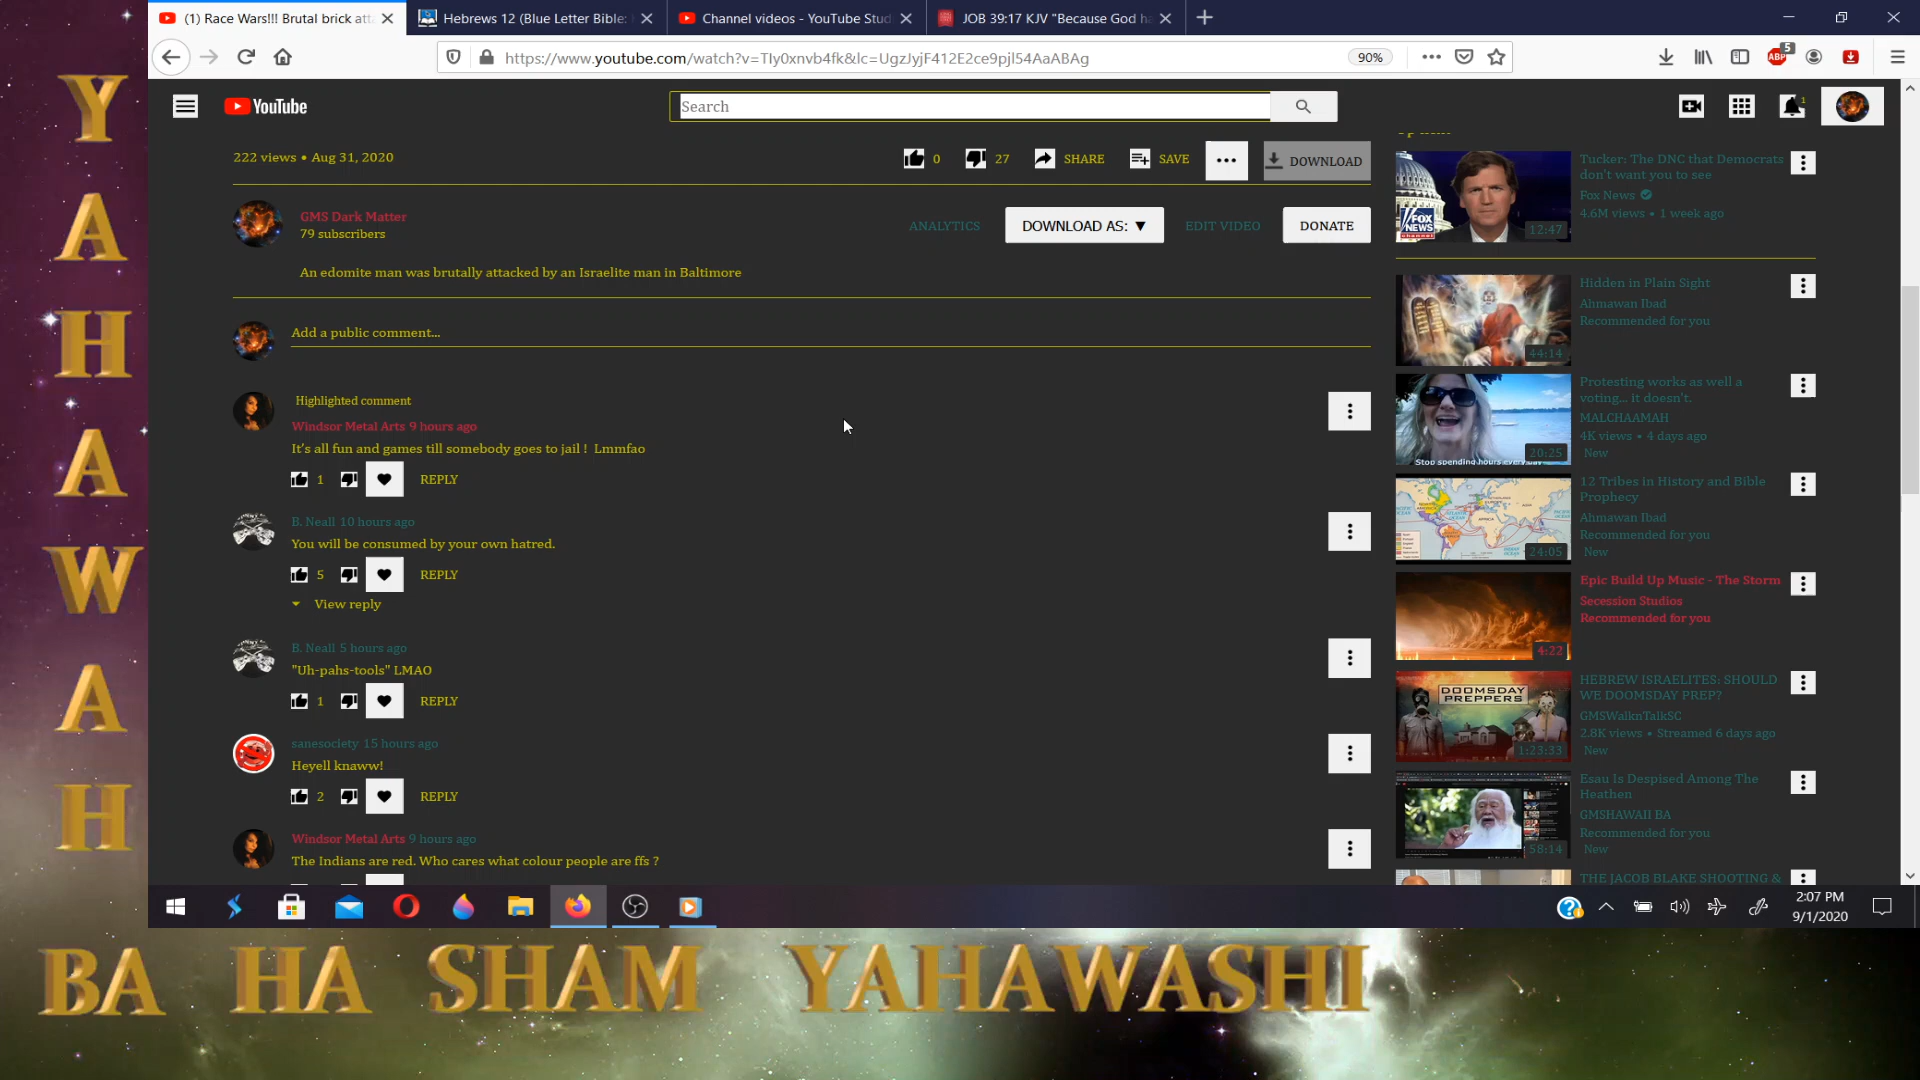 (1) Race Wars!!! Brutal brick att
Hebrews 12 (Blue Letter Bible:
Channel videos - YouTube Stud
JOB 39:17 KJV "Because God ha
https://www.youtube.com/watch?v=TIy0xnvb4fk&lc=UgzJyjF412E2ce9pjl54AaABAg
90%
ABP
5
YouTube
Search
1
222 views • Aug 31, 2020
0
27
SHARE
SAVE
DOWNLOAD
GMS Dark Matter
79 subscribers
ANALYTICS
DOWNLOAD AS: ▼
EDIT VIDEO
DONATE
An edomite man was brutally attacked by an Israelite man in Baltimore
Add a public comment...
Highlighted comment
Windsor Metal Arts 9 hours ago
It's all fun and games till somebody goes to jail ! Lmmfao
1
REPLY
B. Neall 10 hours ago
You will be consumed by your own hatred.
5
REPLY
View reply
B. Neall 5 hours ago
"Uh-pahs-tools" LMAO
1
REPLY
sanesociety 15 hours ago
Heyell knaww!
2
REPLY
Windsor Metal Arts 9 hours ago
The Indians are red. Who cares what colour people are ffs ?
Tucker: The DNC that Democrats
don't want you to see
Fox News
4.6M views • 1 week ago
FOX
NEWS
channel
12:47
Hidden in Plain Sight
Ahmawan Ibad
Recommended for you
44:14
Protesting works as well a
voting... it doesn't.
MALCHAAMAH
4K views • 4 days ago
New
Stop spending hours every day
20:25
12 Tribes in History and Bible
Prophecy
Ahmawan Ibad
Recommended for you
New
24:05
Epic Build Up Music - The Storm
Secession Studios
Recommended for you
4:22
HEBREW ISRAELITES: SHOULD
WE DOOMSDAY PREP?
GMSWalknTalkSC
2.8K views • Streamed 6 days ago
New
DOOMSDAY
PREPPERS
1:23:33
Esau Is Despised Among The
Heathen
GMSHAWAII BA
Recommended for you
New
58:14
THE JACOB BLAKE SHOOTING &
2:07 PM
9/1/2020
YAHAWAH
BA HA SHAM YAHAWASHI